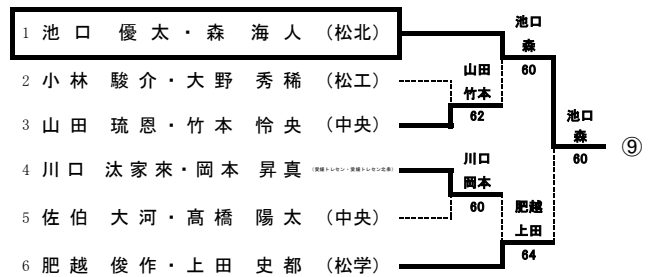 1 池口 優太・森 海人 (松北)
2 小林 駿介・大野 秀稀 (松工)
3 山田 琉恩・竹本 怜央 (中央)
4 川口 汰家來・岡本 昇真
5 佐伯 大河・髙橋 陽太 (中央)
6 肥越 俊作・上田 史都 (松学)
山田
竹本
62
川口
岡本
60
池口
森
60
肥越
上田
64
池口
森
60
⑨